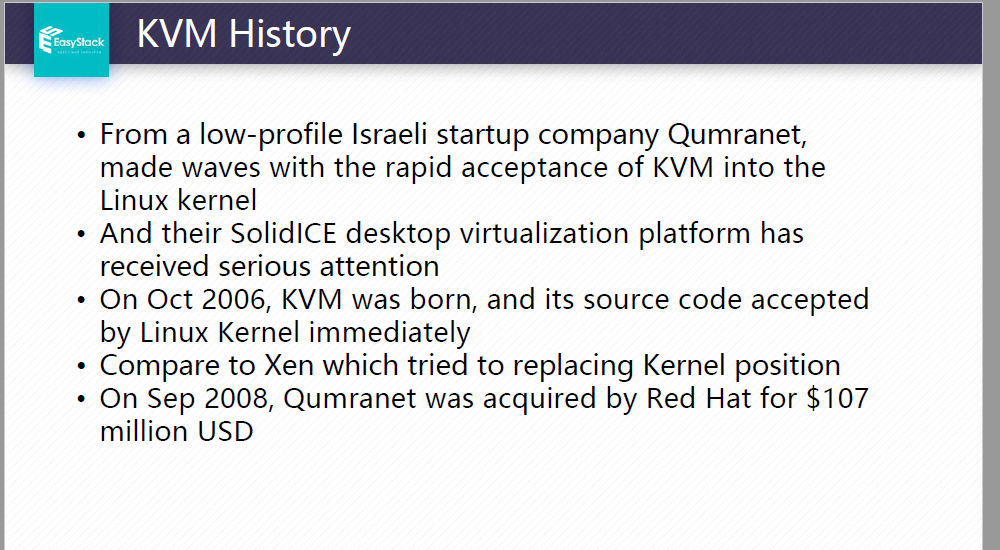 EasyStack
KVM History
• From a low-profile Israeli startup company Qumranet,
made waves with the rapid acceptance of KVM into the
Linux kernel
• And their SolidICE desktop virtualization platform has
received serious attention
• On Oct 2006, KVM was born, and its source code accepted
by Linux Kernel immediately
• Compare to Xen which tried to replacing Kernel position
• On Sep 2008, Qumranet was acquired by Red Hat for $107
million USD